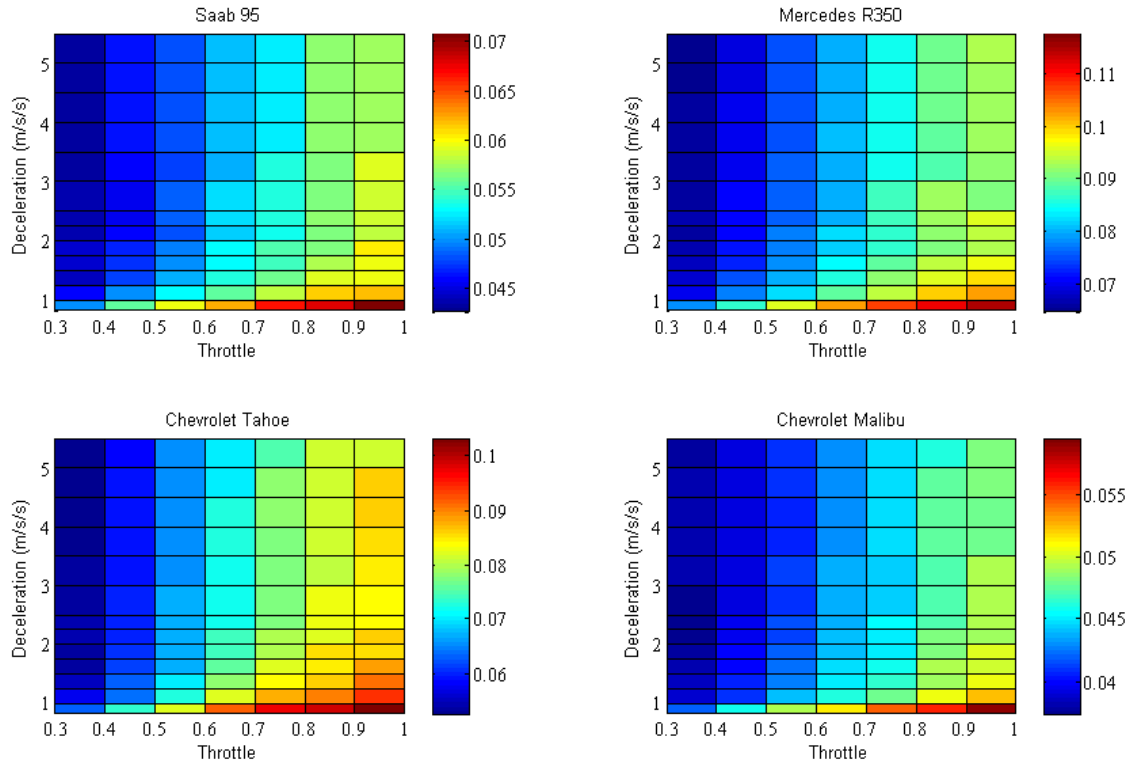 Saab 95
Deceleration (m/s/s)
5
4
3
2
1
0.3 0.4 0.5 0.6 0.7 0.8 0.9 1
Throttle
0.07
0.065
0.06
0.055
0.05
0.045
Mercedes R350
Deceleration (m/s/s)
5
4
3
2
1
0.3 0.4 0.5 0.6 0.7 0.8 0.9 1
Throttle
0.11
0.1
0.09
0.08
0.07
Chevrolet Tahoe
Deceleration (m/s/s)
5
4
3
2
1
0.3 0.4 0.5 0.6 0.7 0.8 0.9 1
Throttle
0.1
0.09
0.08
0.07
0.06
Chevrolet Malibu
Deceleration (m/s/s)
5
4
3
2
1
0.3 0.4 0.5 0.6 0.7 0.8 0.9 1
Throttle
0.055
0.05
0.045
0.04